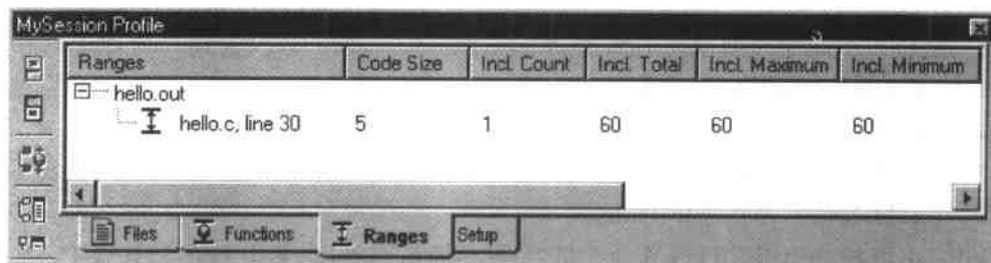 MySession Profile
Ranges Code Size Incl. Count Incl. Total Incl. Maximum Incl. Minimum
hello.out
hello.c, line 30 5 1 60 60 60
Files Functions Ranges Setup